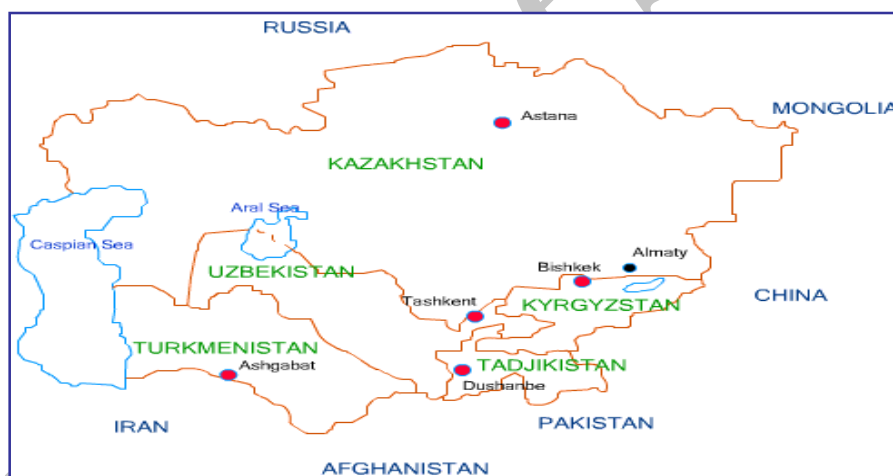 RUSSIA
MONGOLIA
Astana
KAZAKHSTAN
Aral Sea
Caspian Sea
Almaty
Bishkek
UZBEKISTAN
CHINA
Tashkent
KYRGYZSTAN
TURKMENISTAN
Ashgabat
TADJIKISTAN
Dushanbe
IRAN
PAKISTAN
AFGHANISTAN